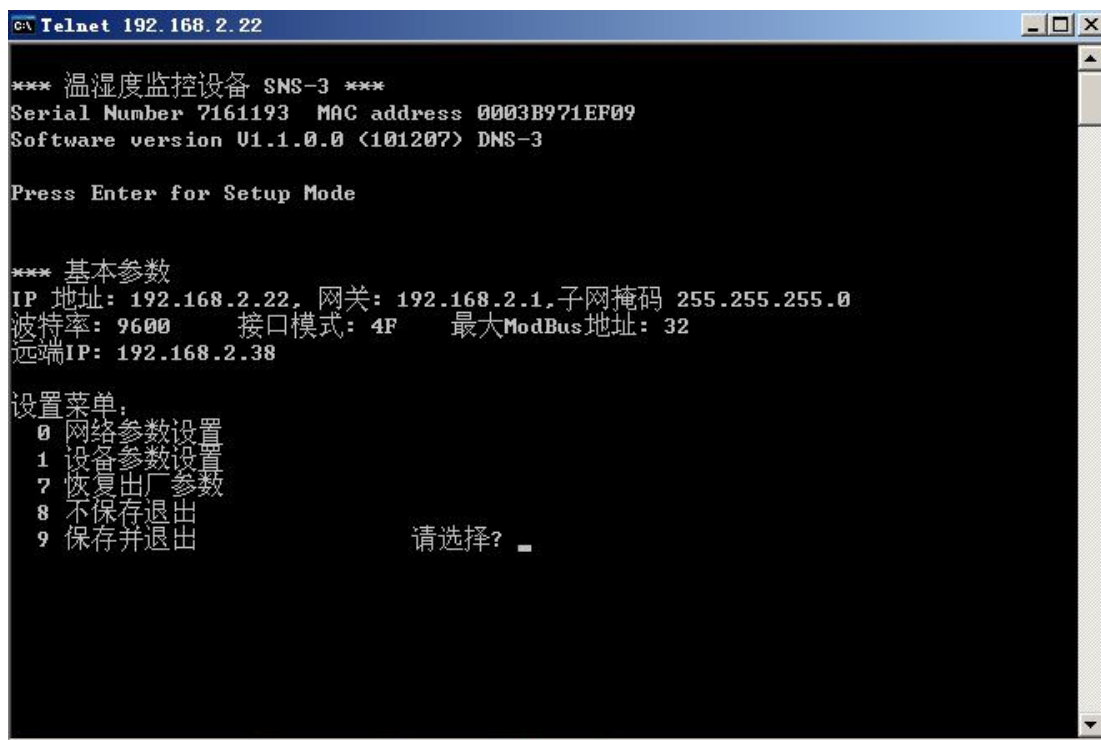 Telnet 192.168.2.22
*** 温湿度监控设备 SNS-3 ***
Serial Number 7161193  MAC address 0003B971EF09
Software version V1.1.0.0 (101207) DNS-3
Press Enter for Setup Mode
*** 基本参数
IP 地址: 192.168.2.22, 网关: 192.168.2.1,子网掩码 255.255.255.0
波特率: 9600    接口模式: 4F    最大ModBus地址: 32
远端IP: 192.168.2.38
设置菜单:
0 网络参数设置
1 设备参数设置
7 恢复出厂参数
8 不保存退出
9 保存并退出    请选择? _